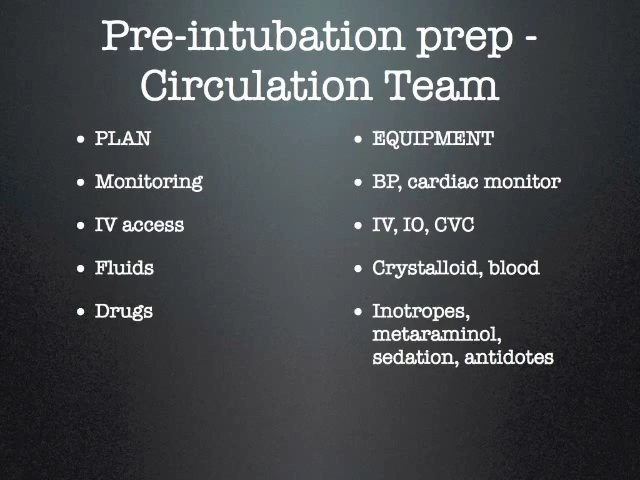 Pre-intubation prep -
Circulation Team
• PLAN
• Monitoring
• IV access
• Fluids
• Drugs
• EQUIPMENT
• BP, cardiac monitor
• IV, IO, CVC
• Crystalloid, blood
• Inotropes,
metaraminol,
sedation, antidotes